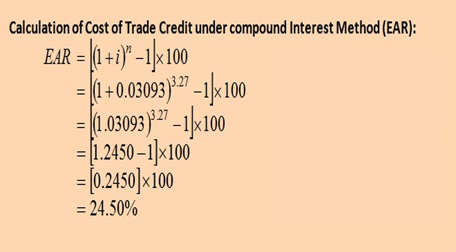 Calculation of Cost of Trade Credit under compound Interest Method (EAR):
EAR = [(1+i)^n −1]×100
= [(1+0.03093)^3.27 −1]×100
= [(1.03093)^3.27 −1]×100
= [1.2450−1]×100
= [0.2450]×100
= 24.50%